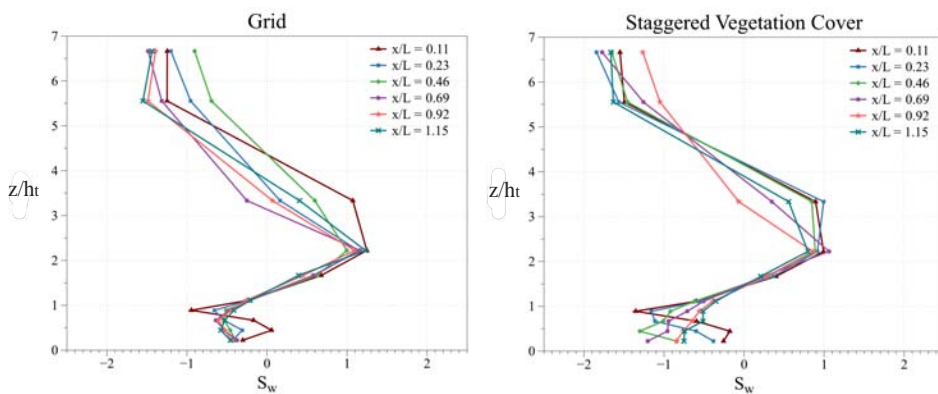 Grid
7
6
5
4
3
2
1
0
z/ht
−2
−1
0
1
2
S_w
x/L = 0.11
x/L = 0.23
x/L = 0.46
x/L = 0.69
x/L = 0.92
x/L = 1.15
Staggered Vegetation Cover
7
6
5
4
3
2
1
0
z/ht
−2
−1
0
1
2
S_w
x/L = 0.11
x/L = 0.23
x/L = 0.46
x/L = 0.69
x/L = 0.92
x/L = 1.15